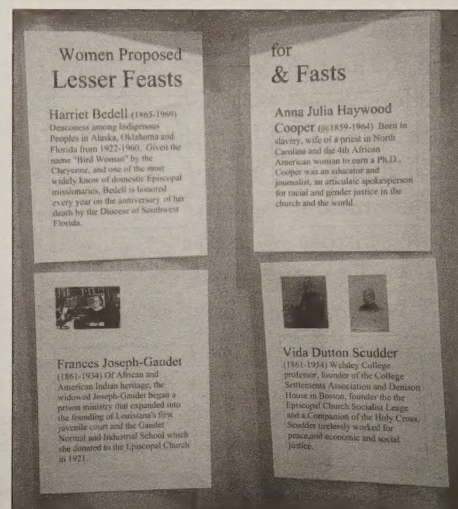 Women Proposed
Lesser Feasts
Harriet Bedell (1865-1969)
Deaconess among Indigenous
Peoples in Alaska, Oklahoma and
Florida from 1922-1960. Given the
name "Bird Woman" by the
Cheyenne, and one of the most
widely know of domestic Episcopal
missionaries, Bedell is honored
every year on the anniversary of her
death by the Diocese of Southwest
Florida.
for
& Fasts
Anna Julia Haywood
Cooper 1859-1964) Born in
slavery, wife of a priest in North
Carolina and the 4th African
American woman to earn a Ph.D.,
Cooper was an educator and
journalist, an articulate spokesperson
for racial and gender justice in the
church and the world.
Frances Joseph-Gaudet
(1861-1934) Of African and
American Indian heritage, the
widowed Joseph-Gaudet began a
prison ministry that expanded into
the founding of Louisiana's first
juvenile court and the Gaudet
Normal and Industrial School which
she donated to the Episcopal Church
in 1921.
Vida Dutton Scudder
(1861-1954) College
professor, founder of the College
Settlements Association and Denison
House in Boston, founder the the
Episcopal Church Socialist
and a Companion of the Holy Cross,
Scudder tirelessly worked for
peace,and economic and social
justice.